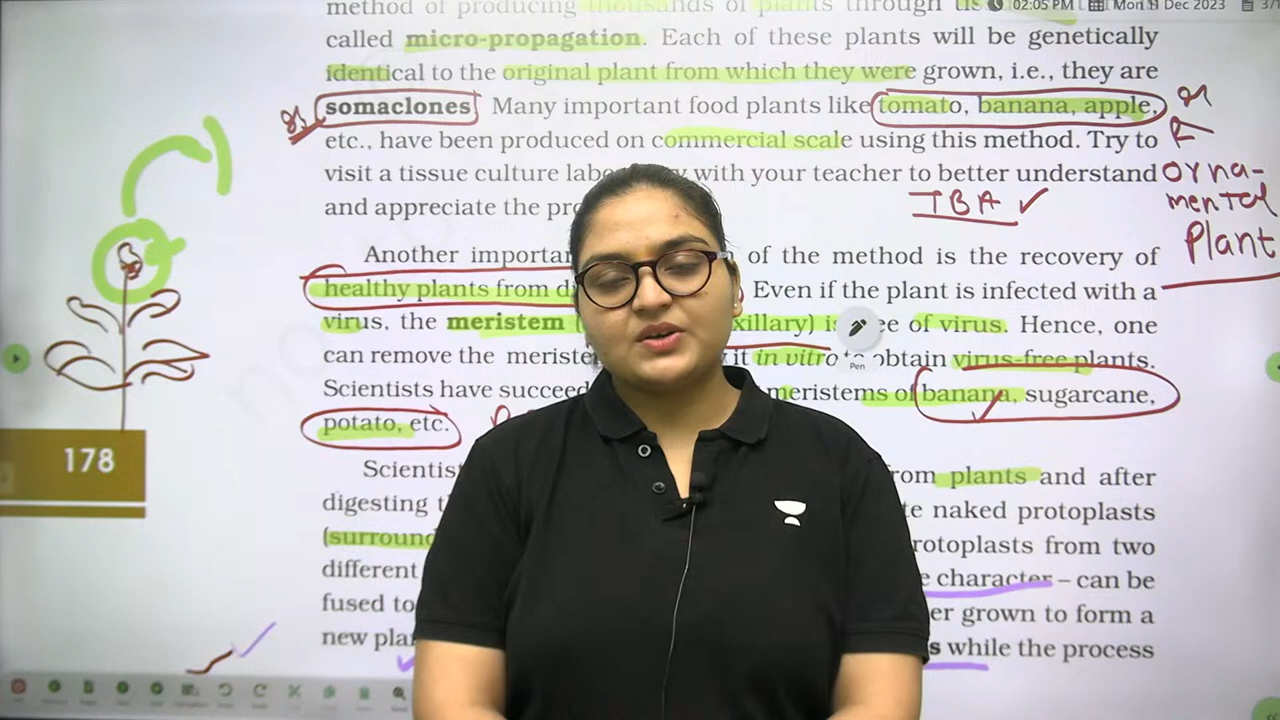 method of producing thousands of plants through tis
02:05 PM Mon 11 Dec 2023
called micro-propagation. Each of these plants will be genetically
identical to the original plant from which they were grown, i.e., they are
somaclones. Many important food plants like tomato, banana, apple,
etc., have been produced on commercial scale using this method. Try to
visit a tissue culture labo with your teacher to better understand
and appreciate the pro
orna-
mental
Plant
TBA ✓
Another importan of the method is the recovery of
healthy plants from di Even if the plant is infected with a
virus, the meristem xillary) is ee of virus. Hence, one
can remove the meriste it in vitro to obtain virus-free plants.
Pen
Scientists have succeed meristems of banana, sugarcane,
potato, etc.
178
Scientist rom plants and after
digesting t te naked protoplasts
(surround rotoplasts from two
different e character – can be
fused to er grown to form a
new plan s while the process